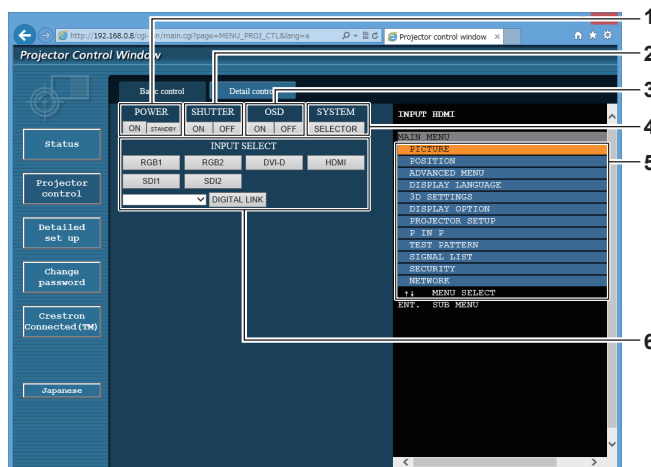 1
http://192.168.0.8/cgi-bin/main.cgi?page=MENU_PROJ_CTL&lang=e
Projector control window
Projector Control Window
2
Basic control
Detail control
3
POWER
SHUTTER
OSD
SYSTEM
INPUT HDMI
ON
STANDBY
ON
OFF
ON
OFF
SELECTOR
4
Status
INPUT SELECT
MAIN MENU
RGB1
RGB2
DVI-D
HDMI
PICTURE
5
POSITION
SDI1
SDI2
ADVANCED MENU
Projector
control
DISPLAY LANGUAGE
3D SETTINGS
DIGITAL LINK
DISPLAY OPTION
PROJECTOR SETUP
Detailed
set up
P IN P
TEST PATTERN
SIGNAL LIST
SECURITY
Change
password
NETWORK
↑↓ MENU SELECT
ENT. SUB MENU
Crestron
Connected(TM)
6
Japanese